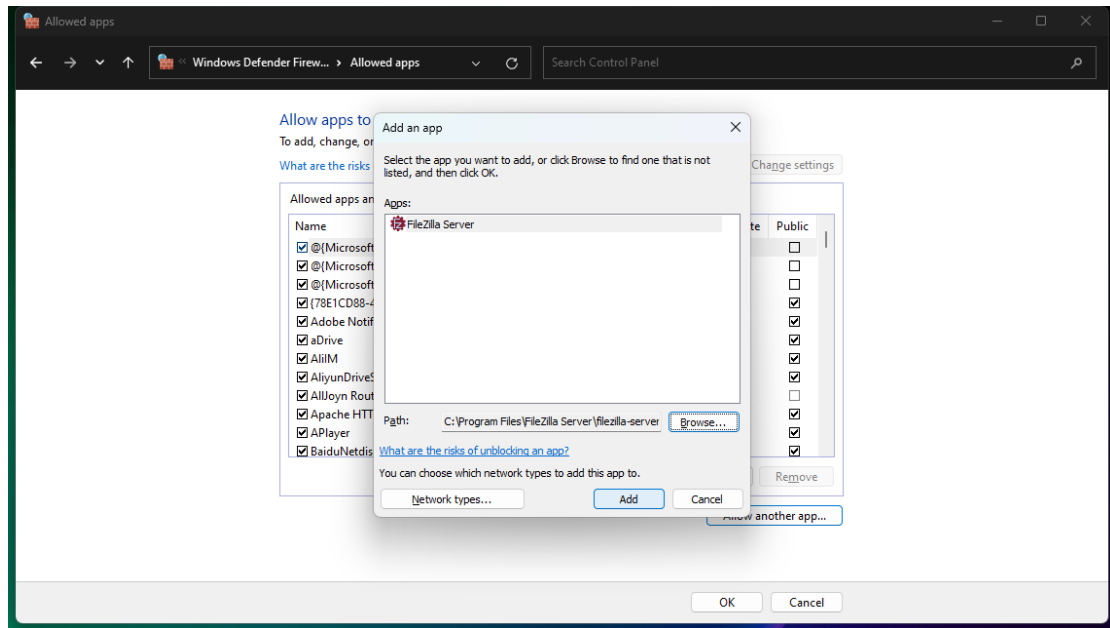 Allowed apps
Windows Defender Firew... › Allowed apps
Search Control Panel
Allow apps to
To add, change, or
What are the risks
Change settings
Allowed apps an
Name
te
Public
@{Microsoft
@{Microsoft
@{Microsoft
{78E1CD88-4
Adobe Notif
aDrive
AliIM
AliyunDriveS
AllJoyn Rout
Apache HTT
APlayer
BaiduNetdis
Remove
Allow another app...
OK
Cancel
Add an app
Select the app you want to add, or click Browse to find one that is not
listed, and then click OK.
Apps:
FileZilla Server
Path:
C:\Program Files\FileZilla Server\filezilla-server
Browse...
What are the risks of unblocking an app?
You can choose which network types to add this app to.
Network types...
Add
Cancel